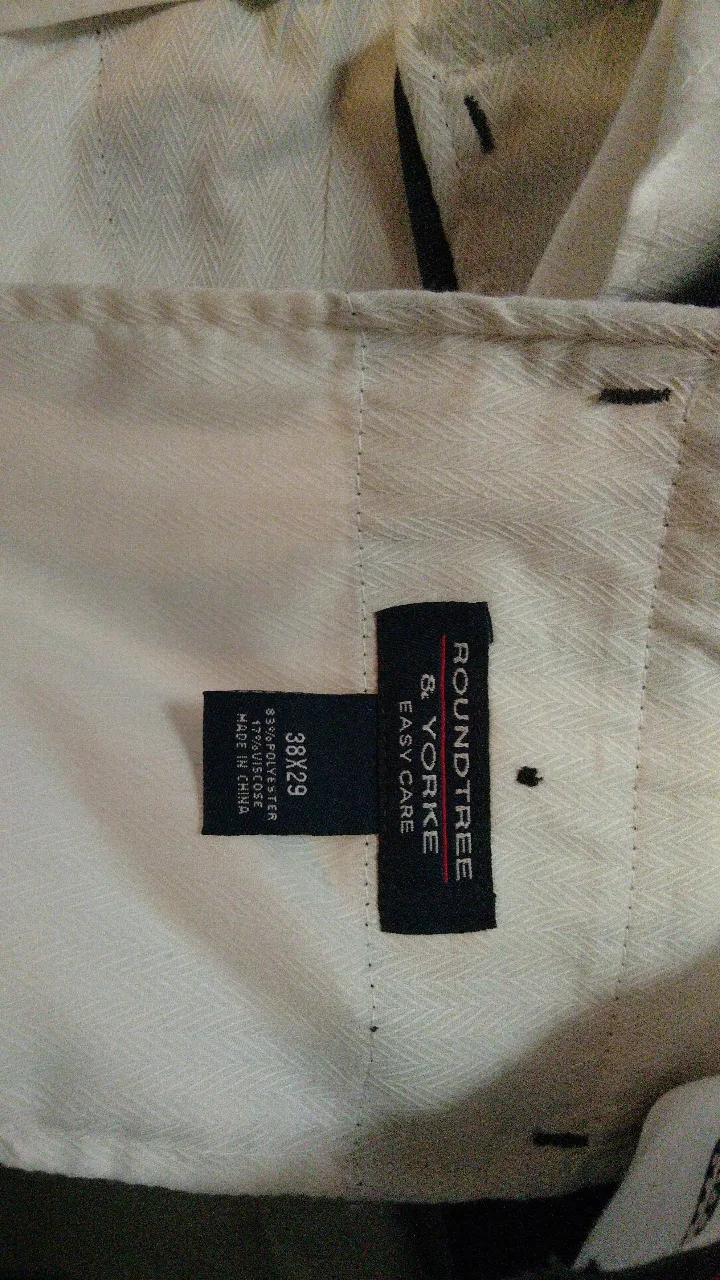 ROUNDTREE
& YORKE
EASY CARE
38X29
83% POLYESTER
17% VISCOSE
MADE IN CHINA